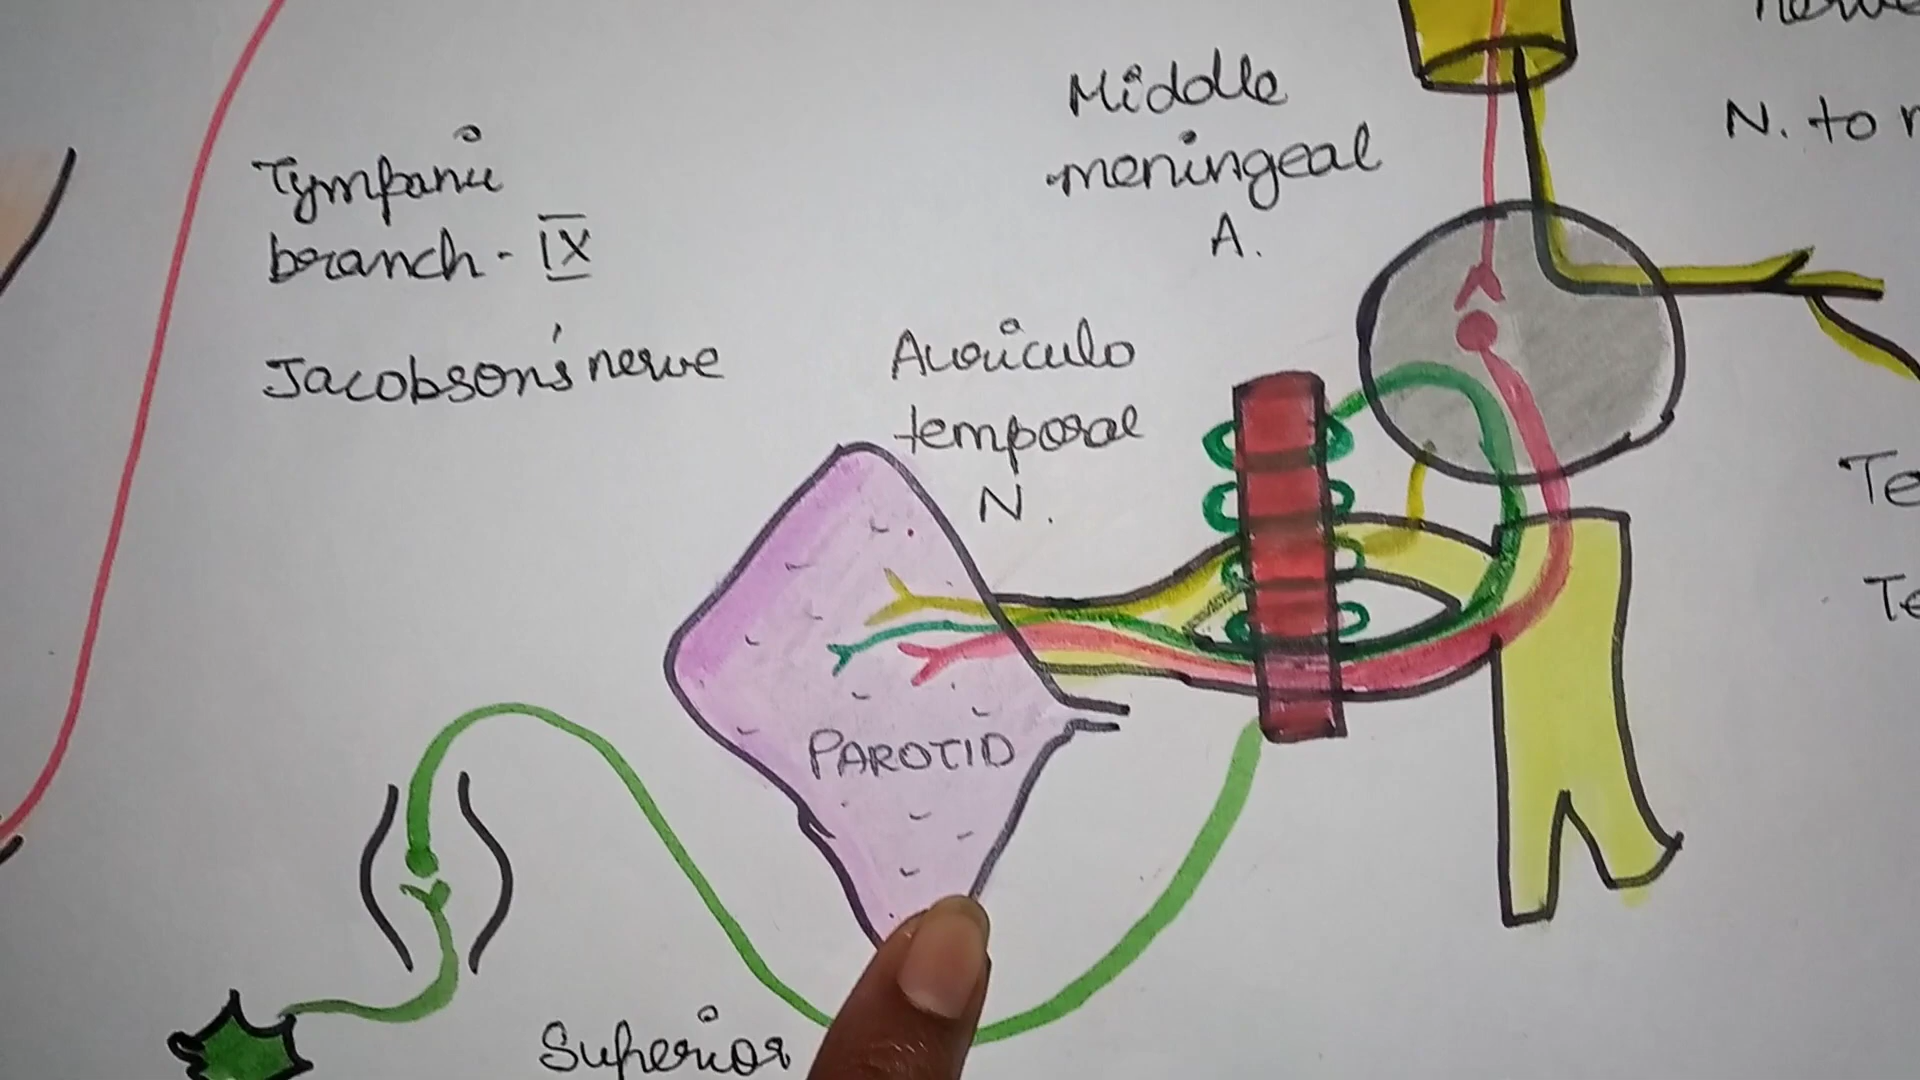 Tympanic
branch - IX
Jacobson's nerve
Middle
meningeal
A.
Auriculo
temporal
N.
PAROTID
Superior
N. to